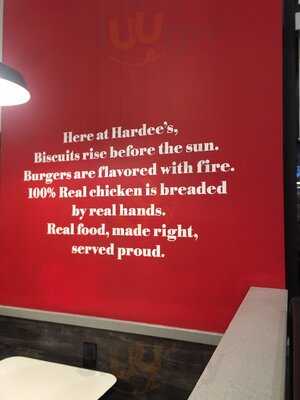 Here at Hardee's,
Biscuits rise before the sun.
Burgers are flavored with fire.
100% Real chicken is breaded
by real hands.
Real food, made right,
served proud.